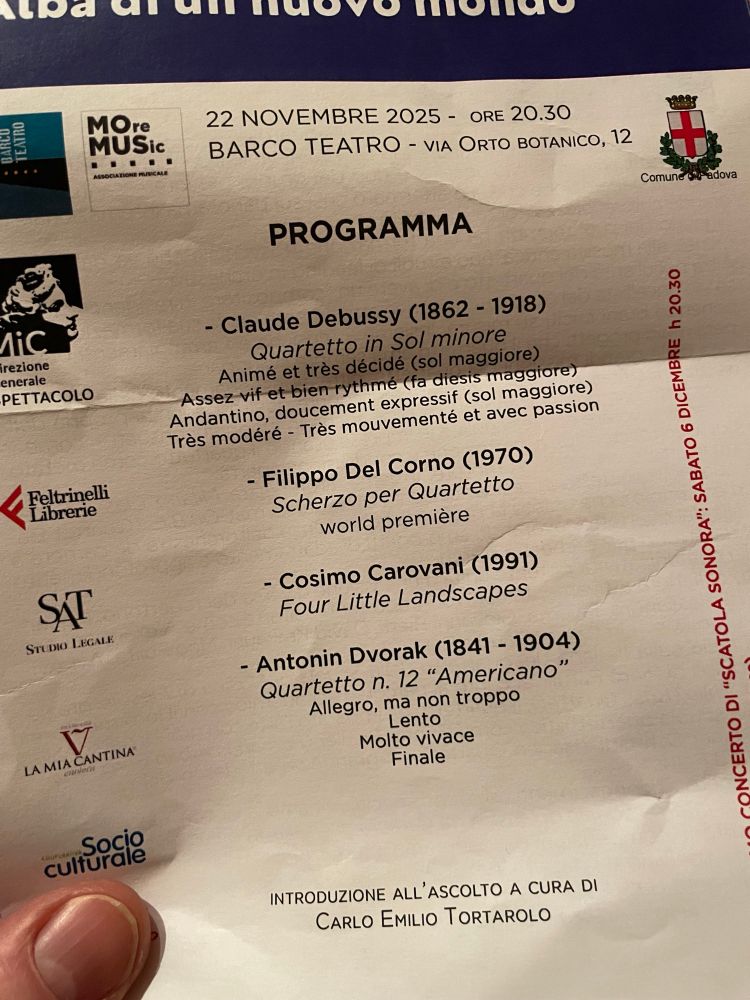 Alba di un nuovo mondo
BARCO
TEATRO
MOre
MUSic
ASSOCIAZIONE MUSICALE
22 NOVEMBRE 2025 - ORE 20.30
BARCO TEATRO - VIA ORTO BOTANICO, 12
Comune di Padova
PROGRAMMA
MiC
irezione
enerale
SPETTACOLO
- Claude Debussy (1862 - 1918)
Quartetto in Sol minore
Animé et très décidé (sol maggiore)
Assez vif et bien rythmé (fa diesis maggiore)
Andantino, doucement expressif (sol maggiore)
Très modéré - Très mouvementé et avec passion
Feltrinelli
Librerie
- Filippo Del Corno (1970)
Scherzo per Quartetto
world première
- Cosimo Carovani (1991)
Four Little Landscapes
SAT
STUDIO LEGALE
- Antonin Dvorak (1841 - 1904)
Quartetto n. 12 “Americano”
Allegro, ma non troppo
Lento
Molto vivace
Finale
LA MIA CANTINA
enoteca
Socio
culturale
INTRODUZIONE ALL'ASCOLTO A CURA DI
CARLO EMILIO TORTAROLO
CONCERTO DI “SCATOLA SONORA”: SABATO 6 DICEMBRE h 20.30